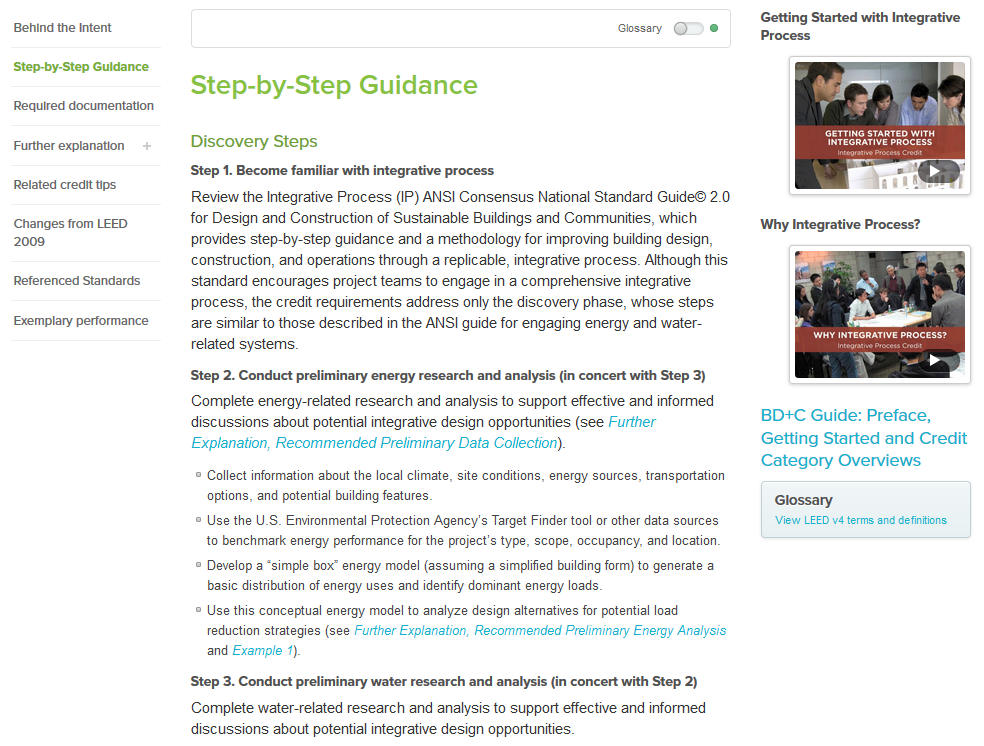 Behind the Intent
Step-by-Step Guidance
Required documentation
Further explanation
Related credit tips
Changes from LEED
2009
Referenced Standards
Exemplary performance
Glossary
Step-by-Step Guidance
Discovery Steps
Step 1. Become familiar with integrative process
Review the Integrative Process (IP) ANSI Consensus National Standard Guide© 2.0
for Design and Construction of Sustainable Buildings and Communities, which
provides step-by-step guidance and a methodology for improving building design,
construction, and operations through a replicable, integrative process. Although this
standard encourages project teams to engage in a comprehensive integrative
process, the credit requirements address only the discovery phase, whose steps
are similar to those described in the ANSI guide for engaging energy and water-
related systems.
Step 2. Conduct preliminary energy research and analysis (in concert with Step 3)
Complete energy-related research and analysis to support effective and informed
discussions about potential integrative design opportunities (see Further
Explanation, Recommended Preliminary Data Collection).
Collect information about the local climate, site conditions, energy sources, transportation
options, and potential building features.
Use the U.S. Environmental Protection Agency’s Target Finder tool or other data sources
to benchmark energy performance for the project’s type, scope, occupancy, and location.
Develop a “simple box” energy model (assuming a simplified building form) to generate a
basic distribution of energy uses and identify dominant energy loads.
Use this conceptual energy model to analyze design alternatives for potential load
reduction strategies (see Further Explanation, Recommended Preliminary Energy Analysis
and Example 1).
Step 3. Conduct preliminary water research and analysis (in concert with Step 2)
Complete water-related research and analysis to support effective and informed
discussions about potential integrative design opportunities.
Getting Started with Integrative
Process
GETTING STARTED WITH
INTEGRATIVE PROCESS
Integrative Process Credit
Why Integrative Process?
WHY INTEGRATIVE PROCESS?
Integrative Process Credit
BD+C Guide: Preface,
Getting Started and Credit
Category Overviews
Glossary
View LEED v4 terms and definitions